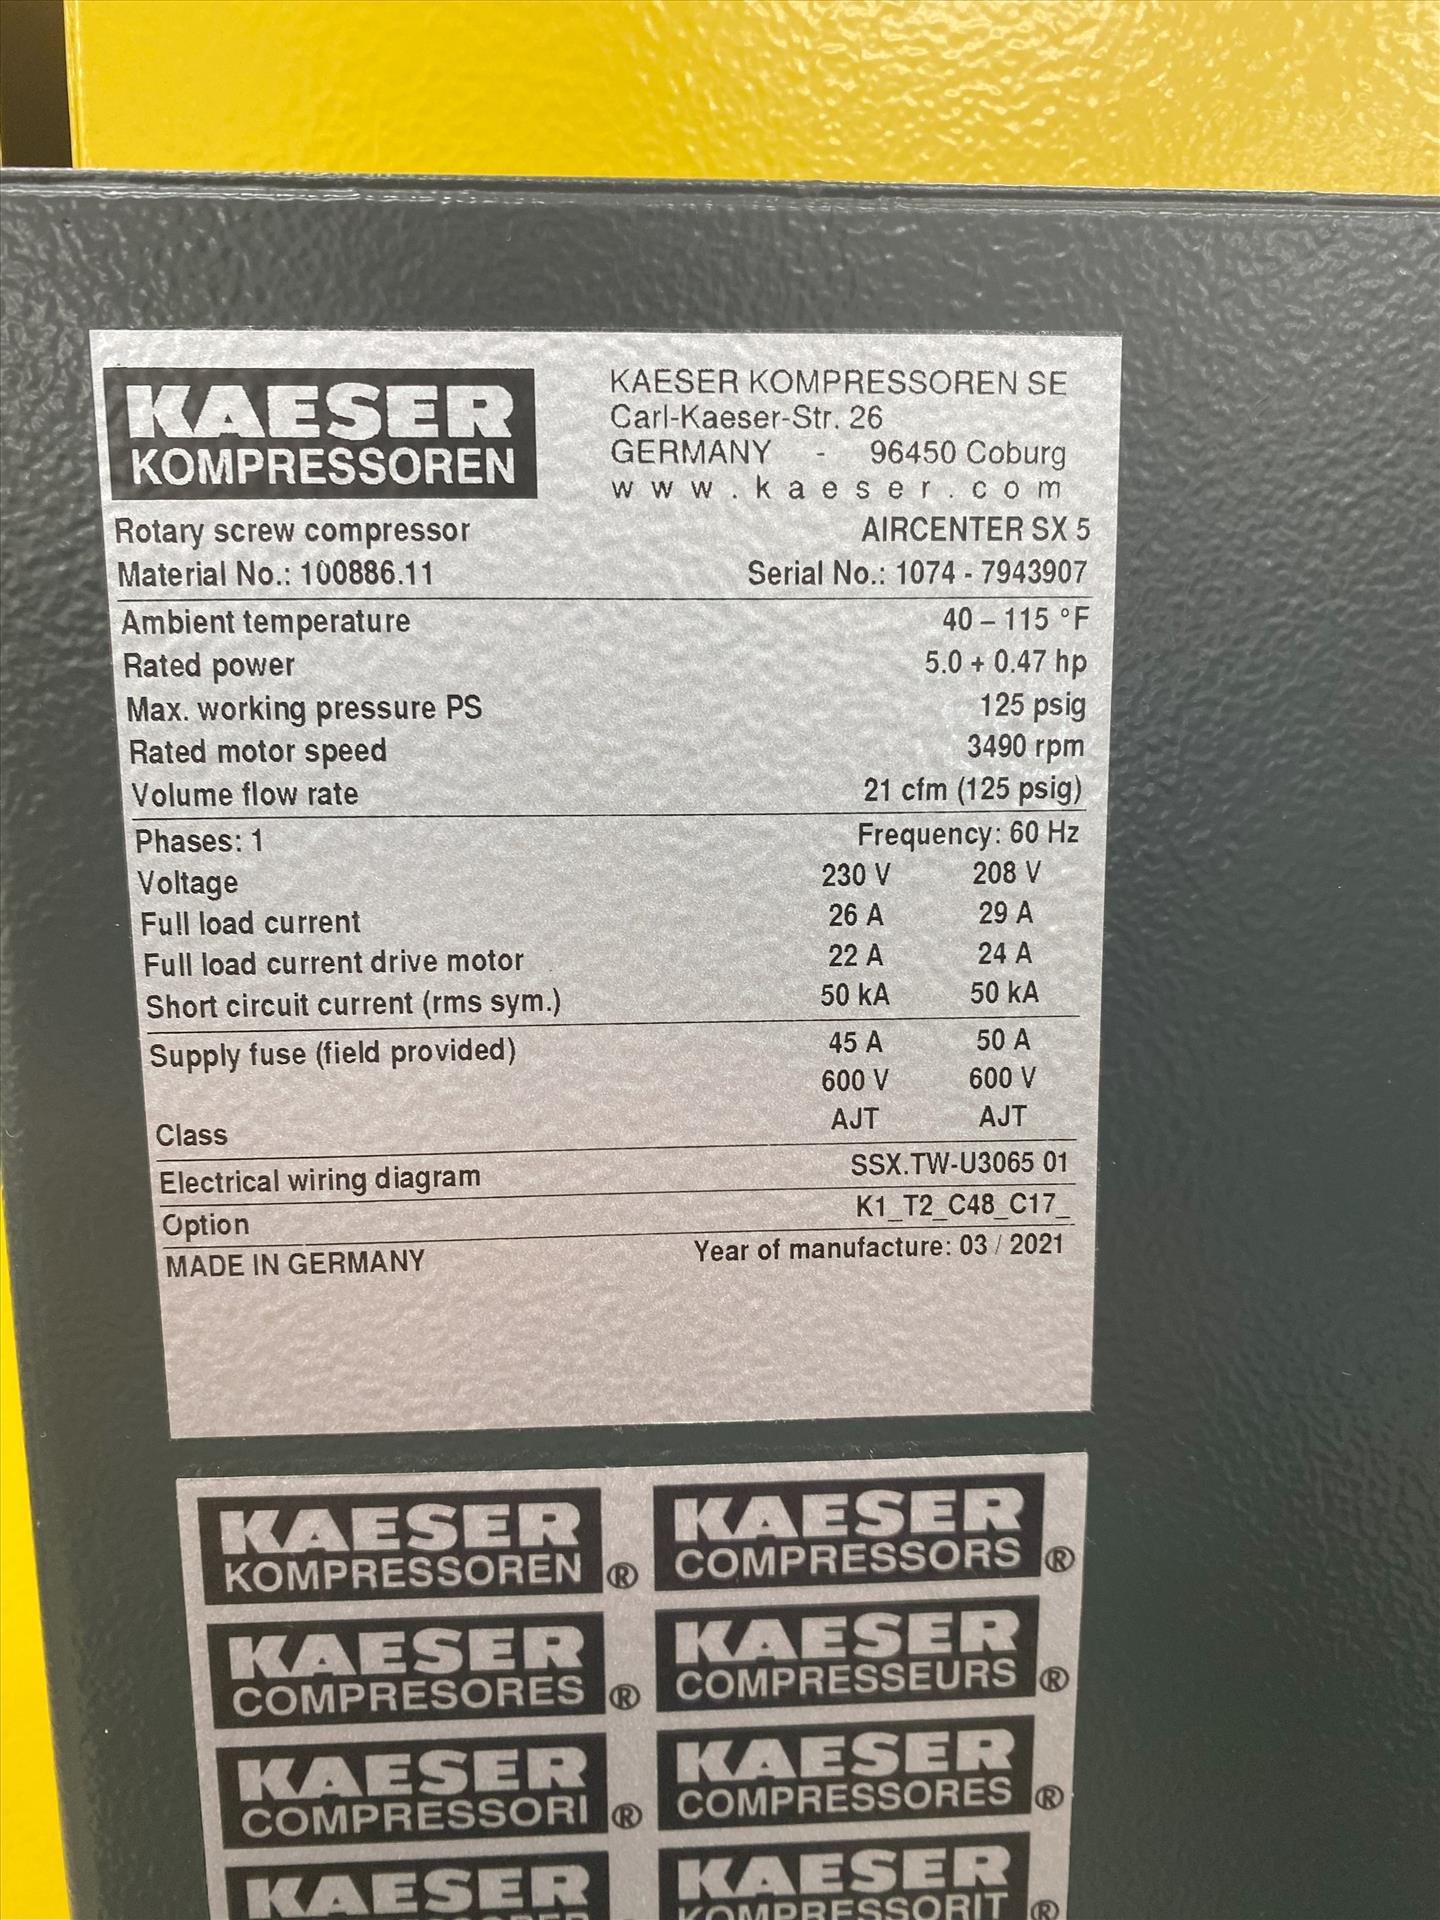 KAESER
KOMPRESSOREN
KAESER KOMPRESSOREN SE
Carl-Kaeser-Str. 26
GERMANY - 96450 Coburg
www.kaeser.com
Rotary screw compressor AIRCENTER SX 5
Material No.: 100886.11 Serial No.: 1074 - 7943907
Ambient temperature 40 – 115 °F
Rated power 5.0 + 0.47 hp
Max. working pressure PS 125 psig
Rated motor speed 3490 rpm
Volume flow rate 21 cfm (125 psig)
Phases: 1 Frequency: 60 Hz
Voltage 230 V 208 V
Full load current 26 A 29 A
Full load current drive motor 22 A 24 A
Short circuit current (rms sym.) 50 kA 50 kA
Supply fuse (field provided) 45 A 50 A
600 V 600 V
Class AJT AJT
Electrical wiring diagram SSX.TW-U3065 01
Option K1_T2_C48_C17_
MADE IN GERMANY Year of manufacture: 03 / 2021
KAESER KAESER
KOMPRESSOREN ® COMPRESSORS ®
KAESER KAESER
COMPRESORES ® COMPRESSEURS ®
KAESER KAESER
COMPRESSORI ® COMPRESSORES ®
KAESER KAESER
KOMPRESSORIT ®